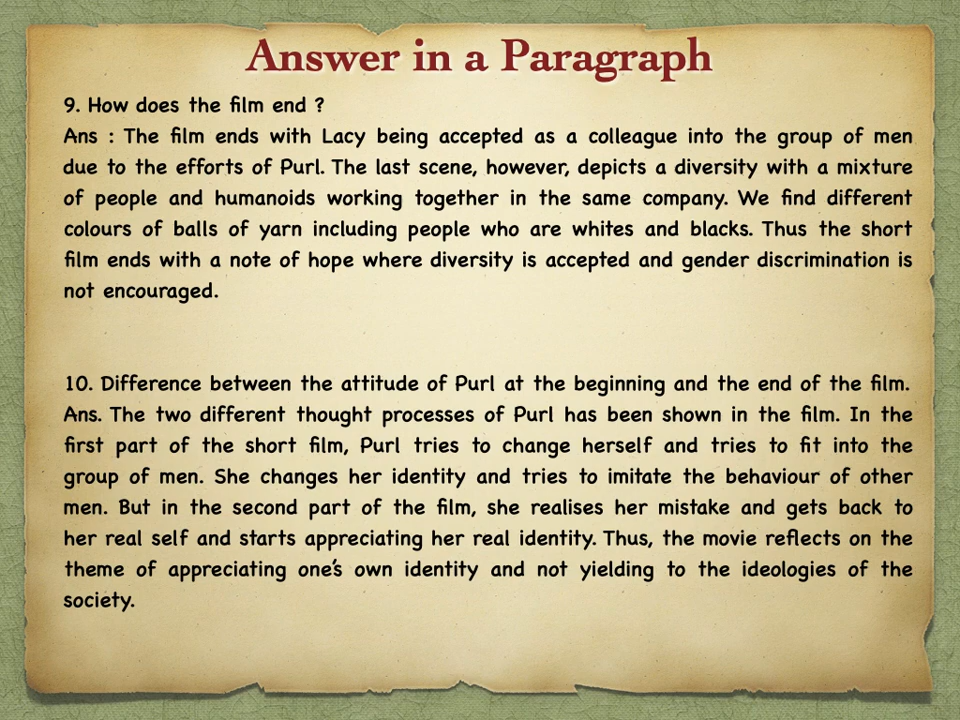 Answer in a Paragraph
9. How does the film end ?
Ans : The film ends with Lacy being accepted as a colleague into the group of men
due to the efforts of Purl. The last scene, however, depicts a diversity with a mixture
of people and humanoids working together in the same company. We find different
colours of balls of yarn including people who are whites and blacks. Thus the short
film ends with a note of hope where diversity is accepted and gender discrimination is
not encouraged.
10. Difference between the attitude of Purl at the beginning and the end of the film.
Ans. The two different thought processes of Purl has been shown in the film. In the
first part of the short film, Purl tries to change herself and tries to fit into the
group of men. She changes her identity and tries to imitate the behaviour of other
men. But in the second part of the film, she realises her mistake and gets back to
her real self and starts appreciating her real identity. Thus, the movie reflects on the
theme of appreciating one's own identity and not yielding to the ideologies of the
society.